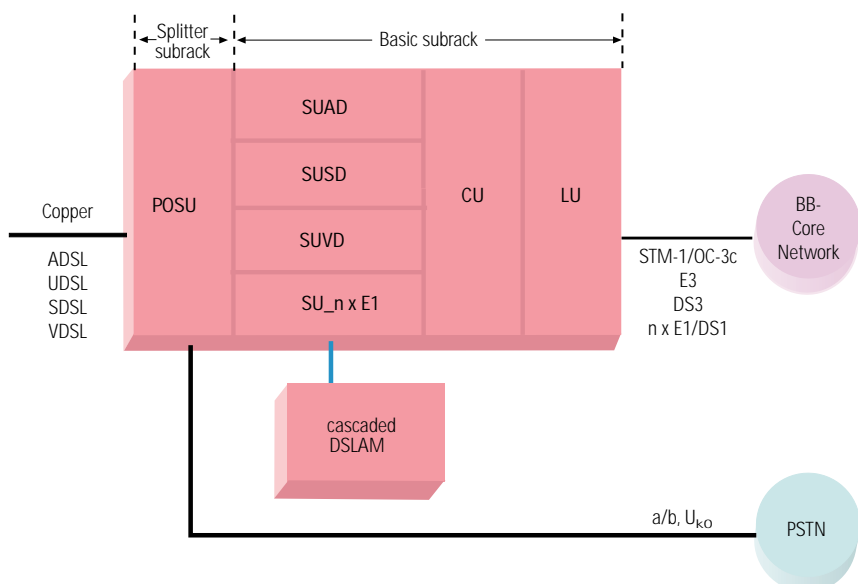 Splitter
subrack
Basic subrack
SUAD
SUSD
POSU
CU
LU
SUVD
SU_n x E1
Copper
ADSL
UDSL
SDSL
VDSL
BB-
Core
Network
STM-1/OC-3c
E3
DS3
n x E1/DS1
cascaded
DSLAM
a/b, Uk0
PSTN